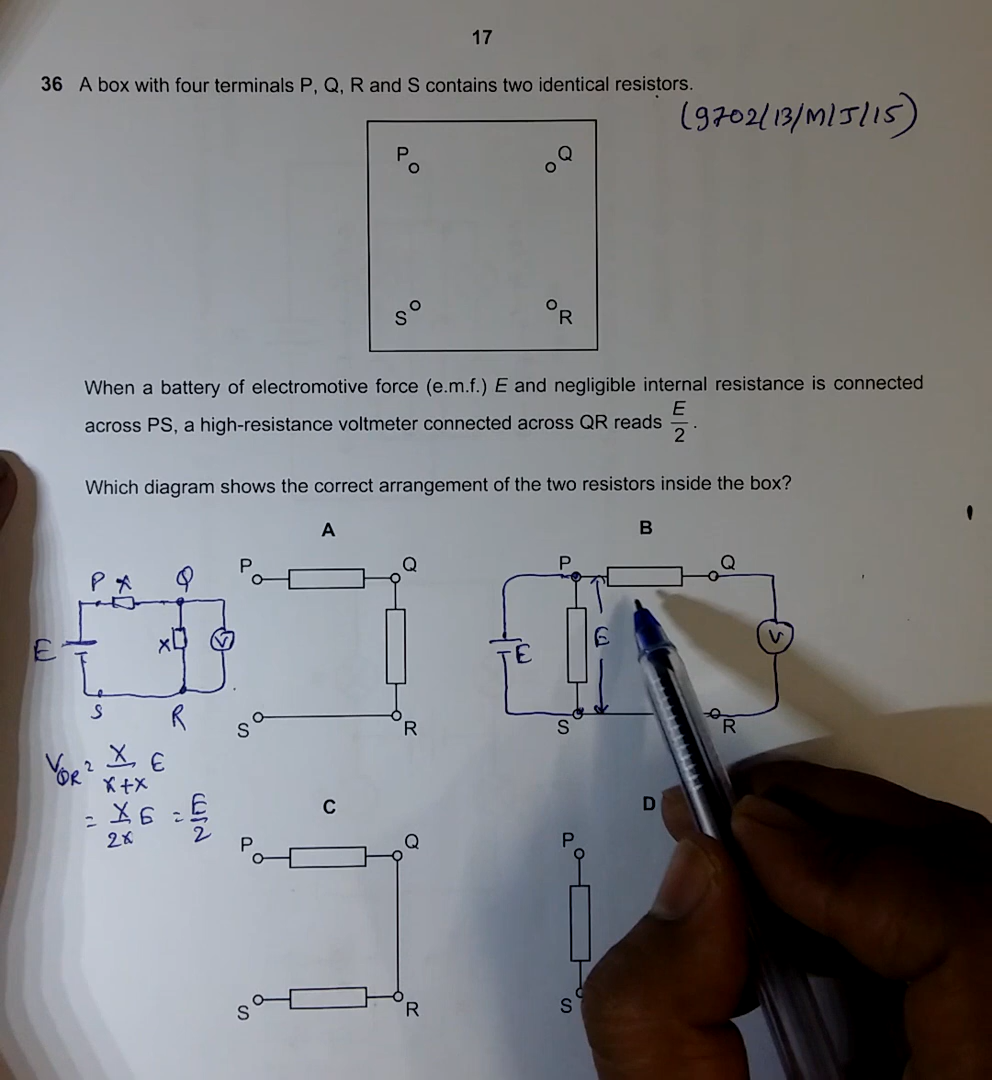 17
36 A box with four terminals P, Q, R and S contains two identical resistors.
(9702/13/M/J/15)
P Q
S R
When a battery of electromotive force (e.m.f.) E and negligible internal resistance is connected
across PS, a high-resistance voltmeter connected across QR reads E/2.
Which diagram shows the correct arrangement of the two resistors inside the box?
A B
P x Q
E x V
S R
P Q
S R
P Q
E E V
S R
VQR = x/x+x E
= x/2x E = E/2
C D
P Q
S R
P
S